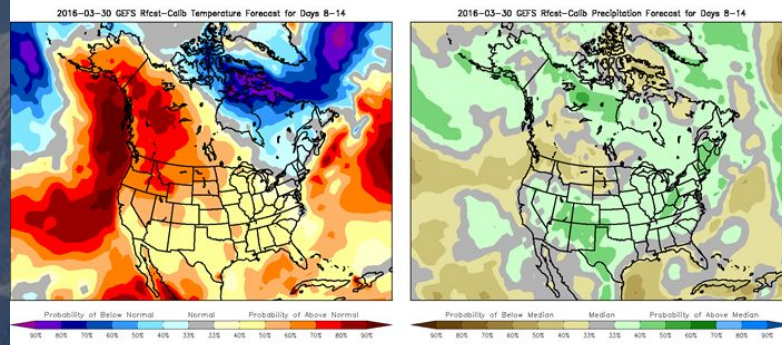 2016-03-30 GEFS Rfcst-Calib Temperature Forecast for Days 8-14
Probability of Below Normal Normal Probability of Above Normal
90% 80% 70% 60% 50% 40% 33% 33% 40% 50% 60% 70% 80% 90%
2016-03-30 GEFS Rfcst-Calib Precipitation Forecast for Days 8-14
Probability of Below Median Median Probability of Above Median
90% 80% 70% 60% 50% 40% 33% 33% 40% 50% 60% 70% 80% 90%